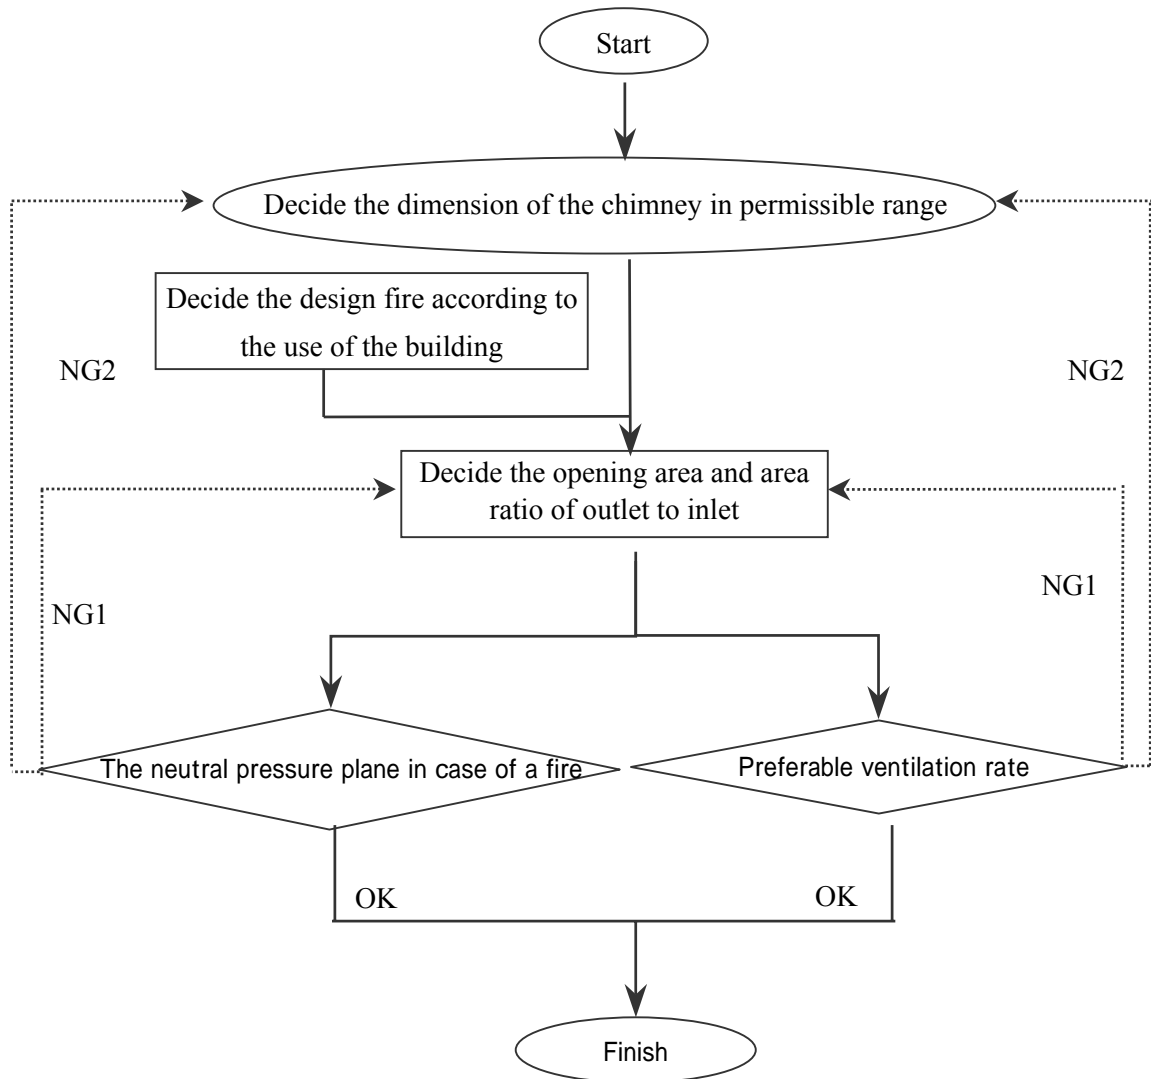 Start
Decide the dimension of the chimney in permissible range
Decide the design fire according to
the use of the building
NG2
NG2
Decide the opening area and area
ratio of outlet to inlet
NG1
NG1
The neutral pressure plane in case of a fire
Preferable ventilation rate
OK
OK
Finish